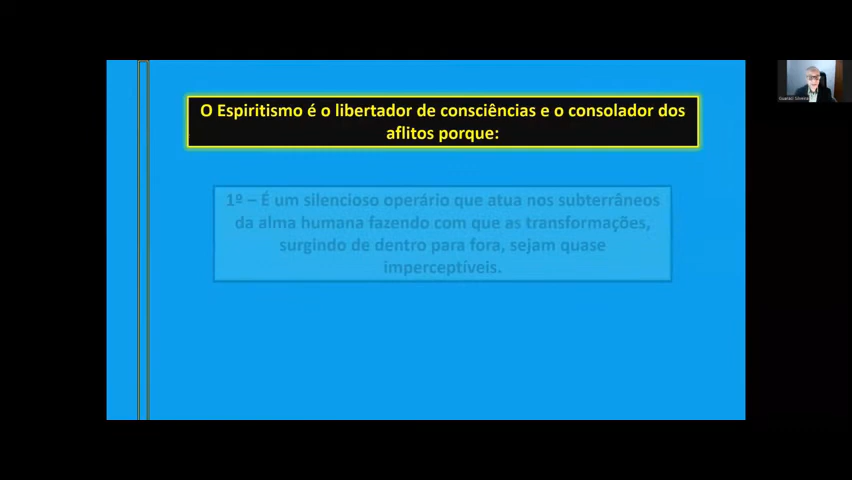 O Espiritismo é o libertador de consciências e o consolador dos
aflitos porque:
1º – É um silencioso operário que atua nos subterrâneos
da alma humana fazendo com que as transformações,
surgindo de dentro para fora, sejam quase
imperceptíveis.